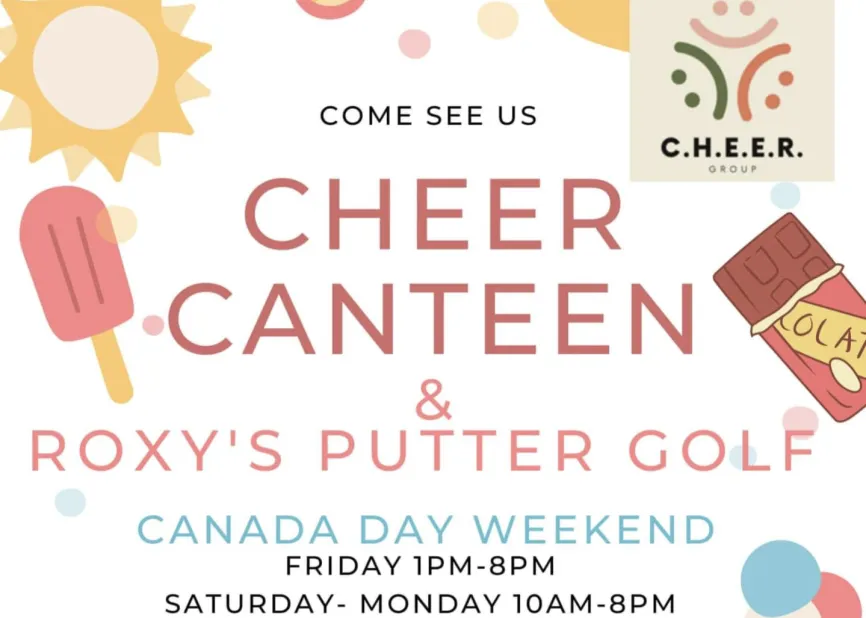 COME SEE US
C.H.E.E.R.
GROUP
CHEER
CANTEEN
&
ROXY'S PUTTER GOLF
CANADA DAY WEEKEND
FRIDAY 1PM-8PM
SATURDAY- MONDAY 10AM-8PM